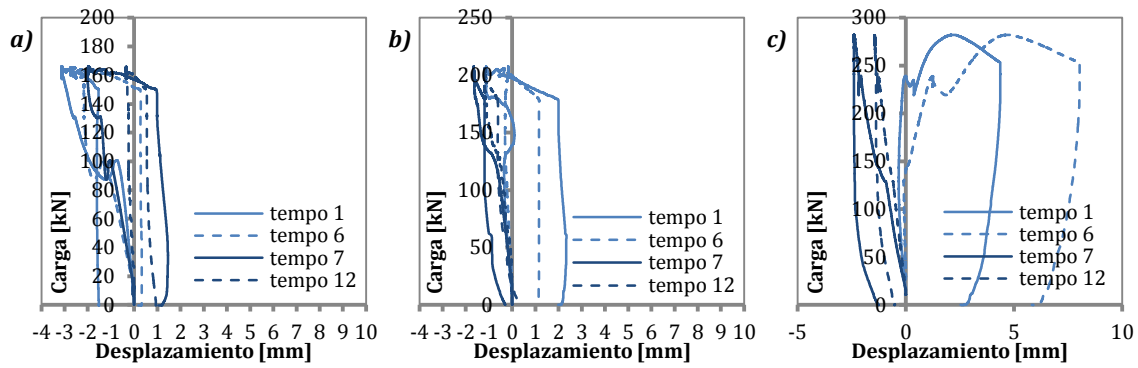 a)
200
180
160
140
120
100
80
60
40
20
0
Carga [kN]
tempo 1
tempo 6
tempo 7
tempo 12
-4 -3 -2 -1 0 1 2 3 4 5 6 7 8 9 10
Desplazamiento [mm]
b)
250
200
150
100
50
0
Carga [kN]
tempo 1
tempo 6
tempo 7
tempo 12
-4 -3 -2 -1 0 1 2 3 4 5 6 7 8 9 10
Desplazamiento [mm]
c)
300
250
200
150
100
50
0
Carga [kN]
tempo 1
tempo 6
tempo 7
tempo 12
-5 0 5 10
Desplazamiento [mm]